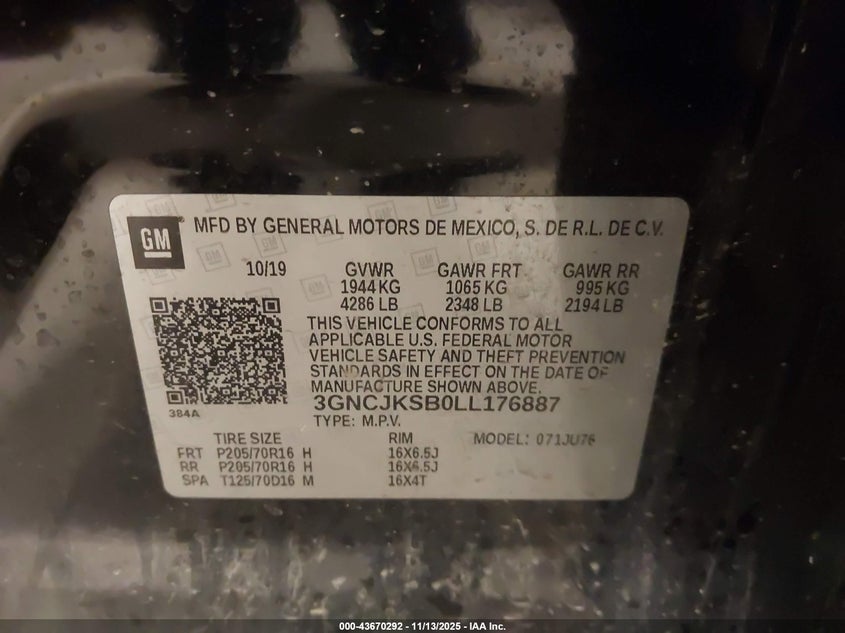 GM
MFD BY GENERAL MOTORS DE MEXICO, S. DE R.L. DE C.V.
10/19 GVWR GAWR FRT GAWR RR
1944 KG 1065 KG 995 KG
4286 LB 2348 LB 2194 LB
THIS VEHICLE CONFORMS TO ALL
APPLICABLE U.S. FEDERAL MOTOR
VEHICLE SAFETY AND THEFT PREVENTION
STANDARDS IN EFFECT ON THE DATE OF
MANUFACTURE SHOWN ABOVE.
384A
3GNCJKSB0LL176887
TYPE: M.P.V.
TIRE SIZE RIM MODEL: 071JU76
FRT P205/70R16 H 16X6.5J
RR P205/70R16 H 16X6.5J
SPA T125/70D16 M 16X4T
000-43670292 - 11/13/2025 - IAA Inc.